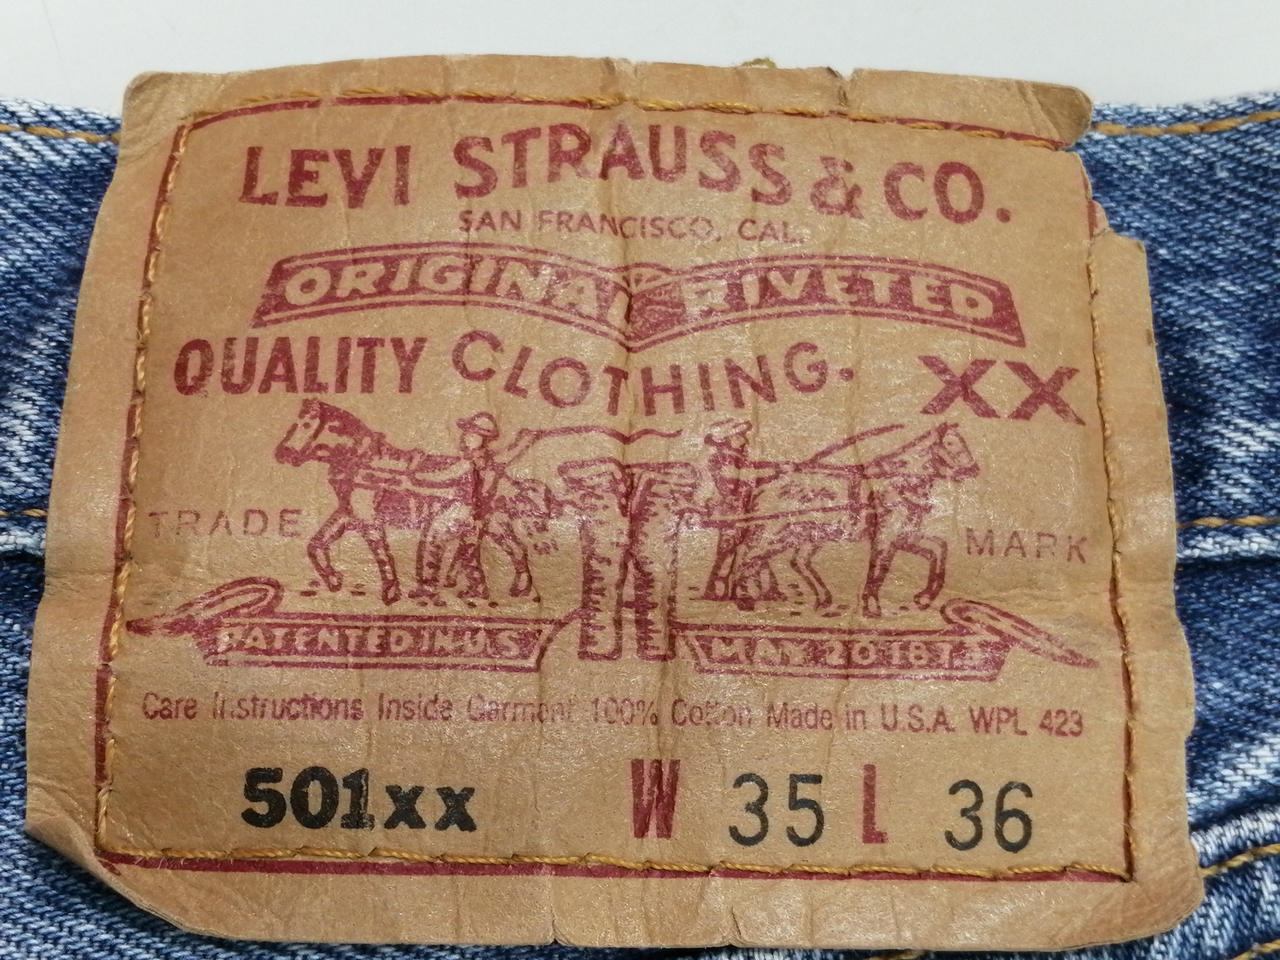 LEVI STRAUSS & CO.
SAN FRANCISCO, CAL.
ORIGINAL RIVETED
QUALITY CLOTHING. XX
TRADE MARK
PATENTED IN U.S. MAY 20 1873
Care Instructions Inside Garment 100% Cotton Made in U.S.A. WPL 423
501xx W 35 L 36